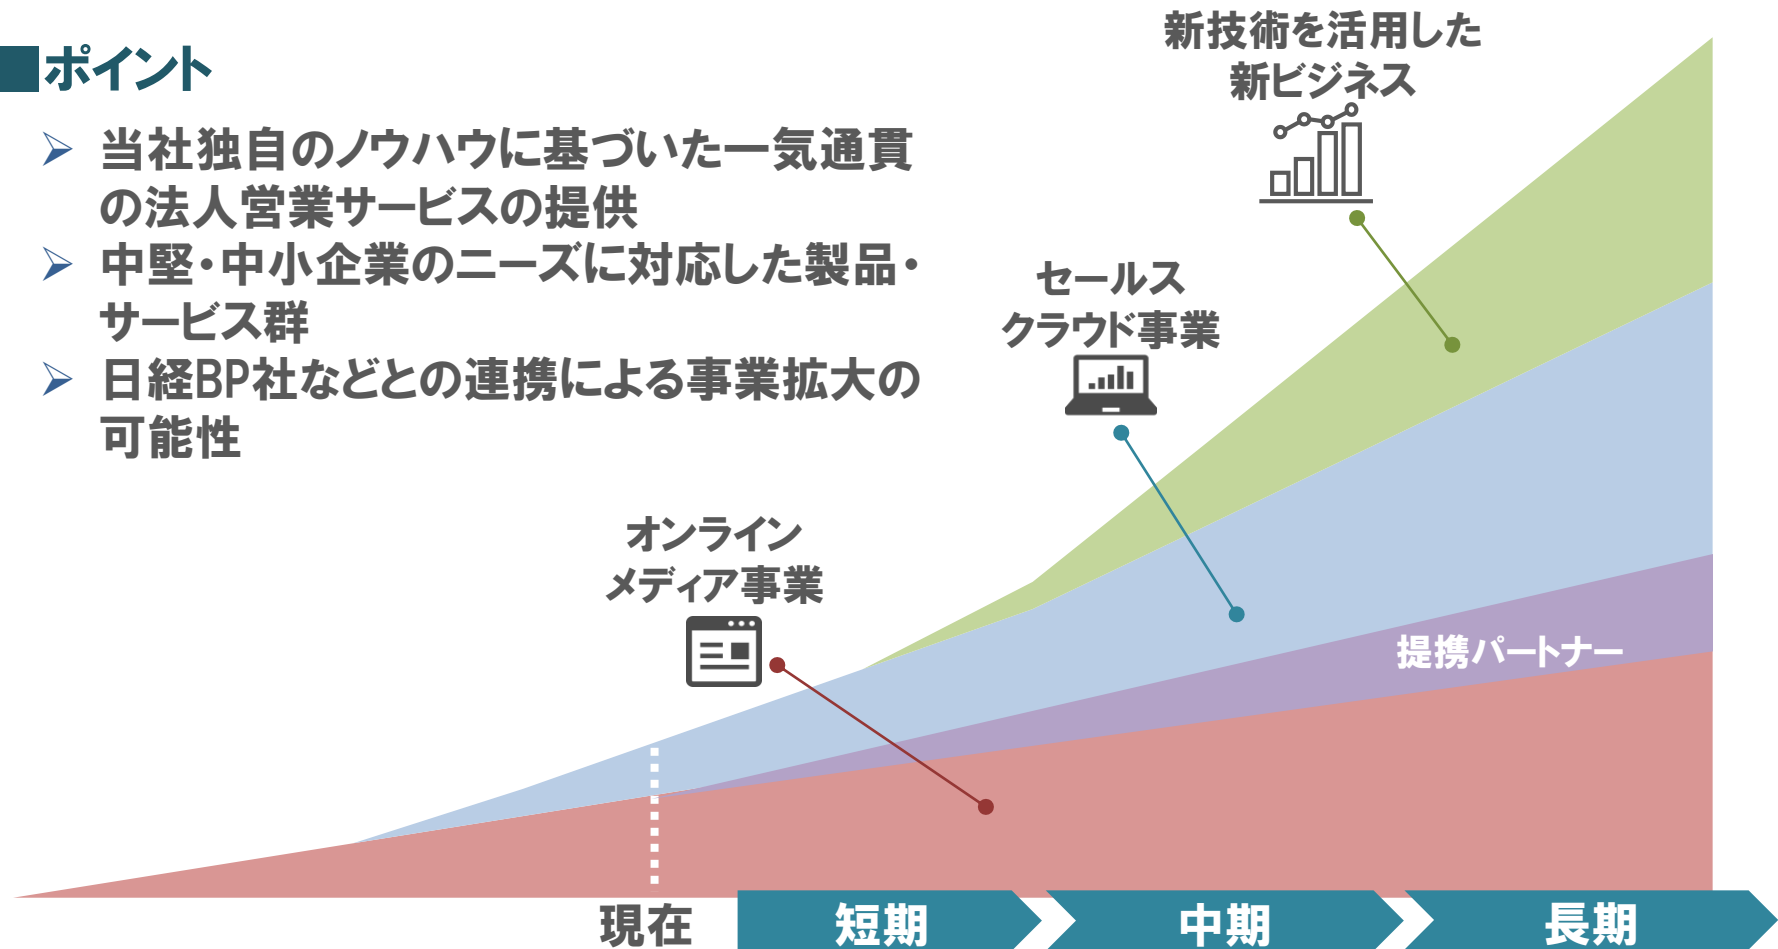 ■ポイント
➢ 当社独自のノウハウに基づいた一気通貫
の法人営業サービスの提供
➢ 中堅・中小企業のニーズに対応した製品・
サービス群
➢ 日経BP社などとの連携による事業拡大の
可能性
新技術を活用した
新ビジネス
セールス
クラウド事業
オンライン
メディア事業
提携パートナー
現在
短期
中期
長期